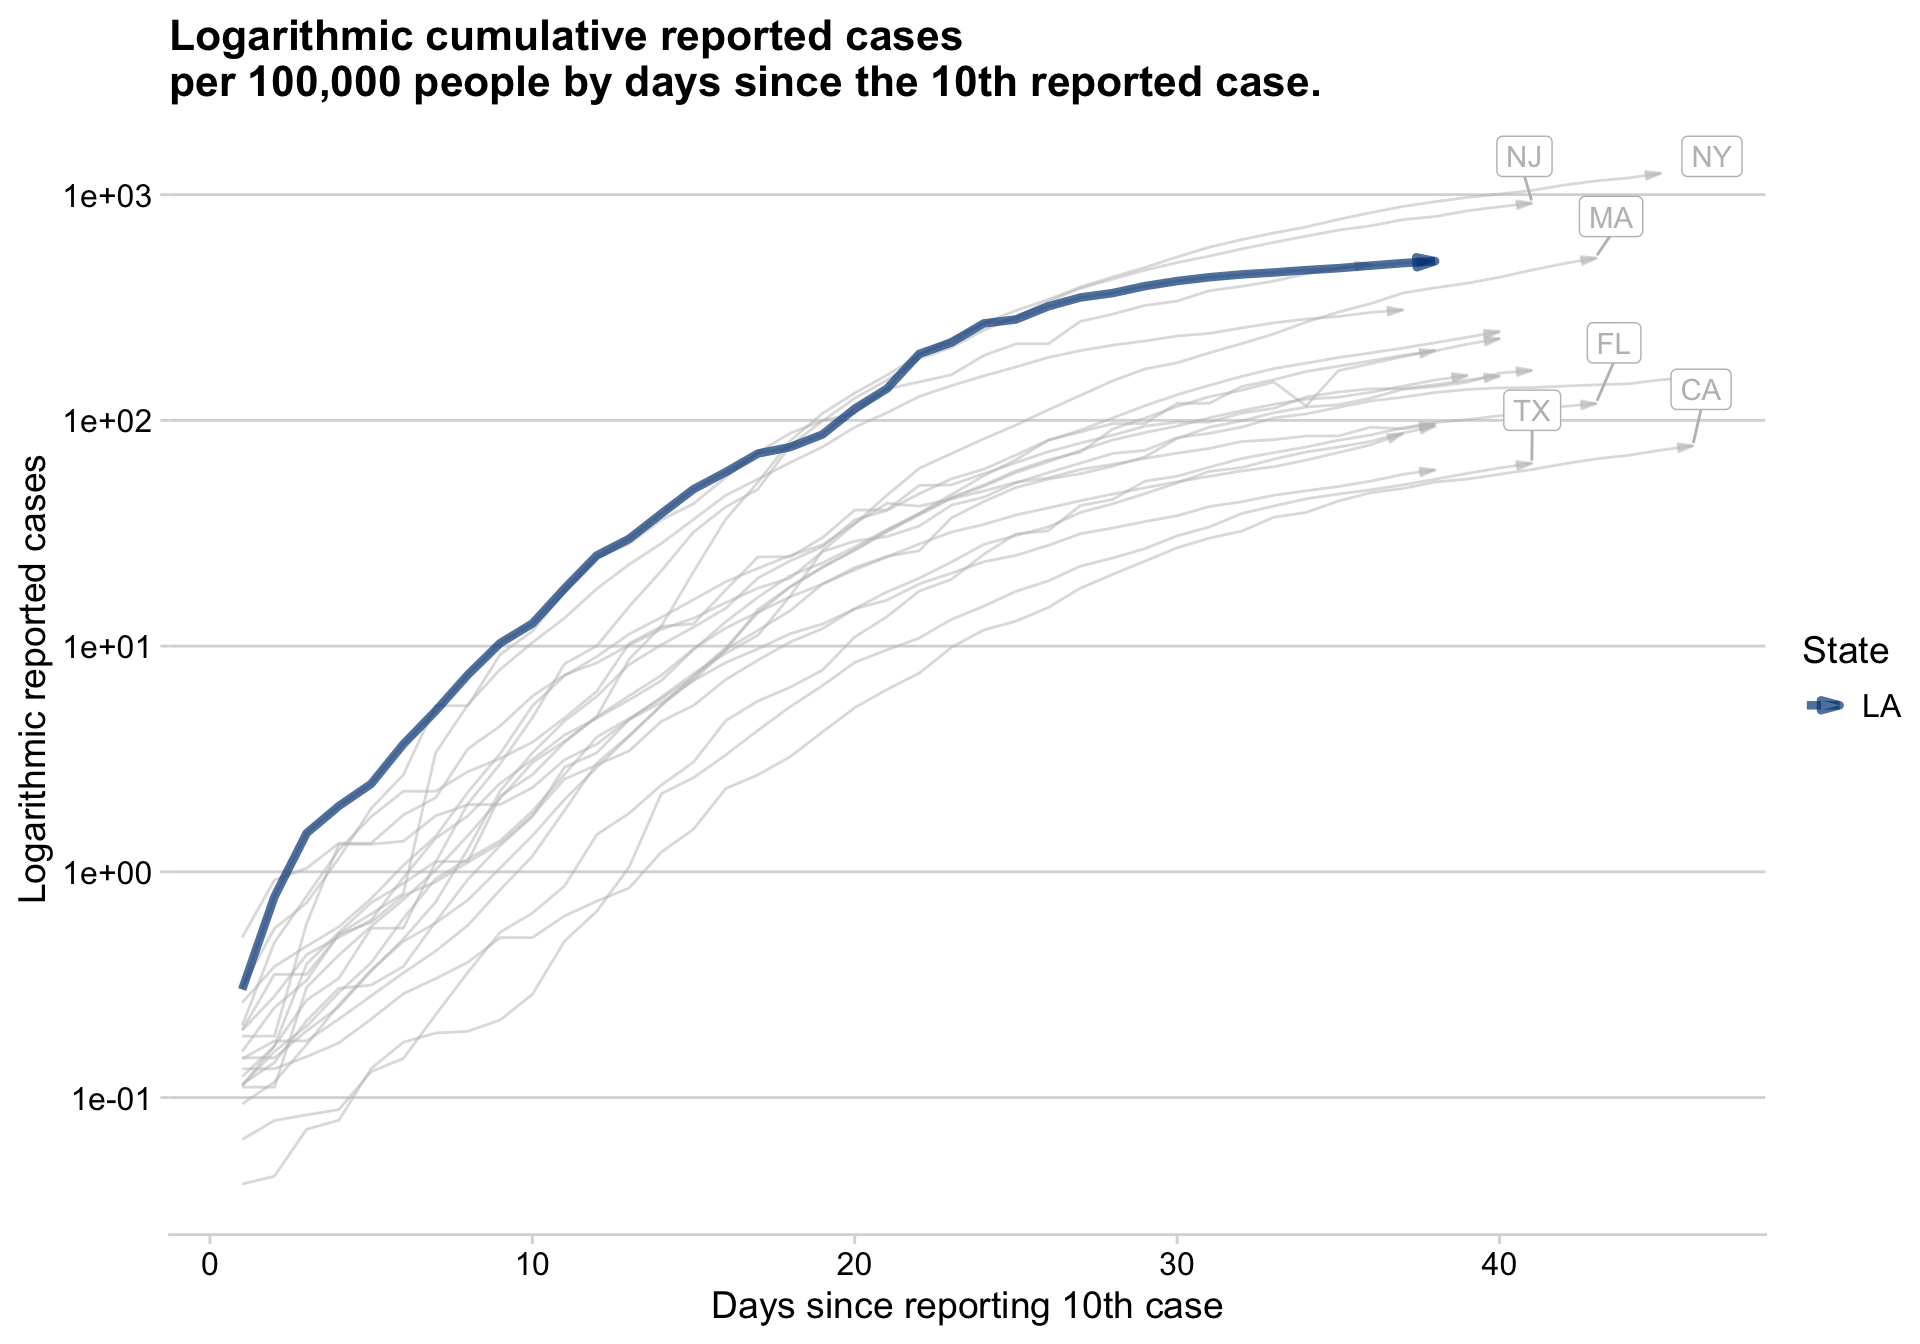 Logarithmic cumulative reported cases
per 100,000 people by days since the 10th reported case.
NJ
NY
1e+03
MA
FL
CA
TX
1e+02
Logarithmic reported cases
1e+01
State
LA
1e+00
1e-01
0
10
20
30
40
Days since reporting 10th case